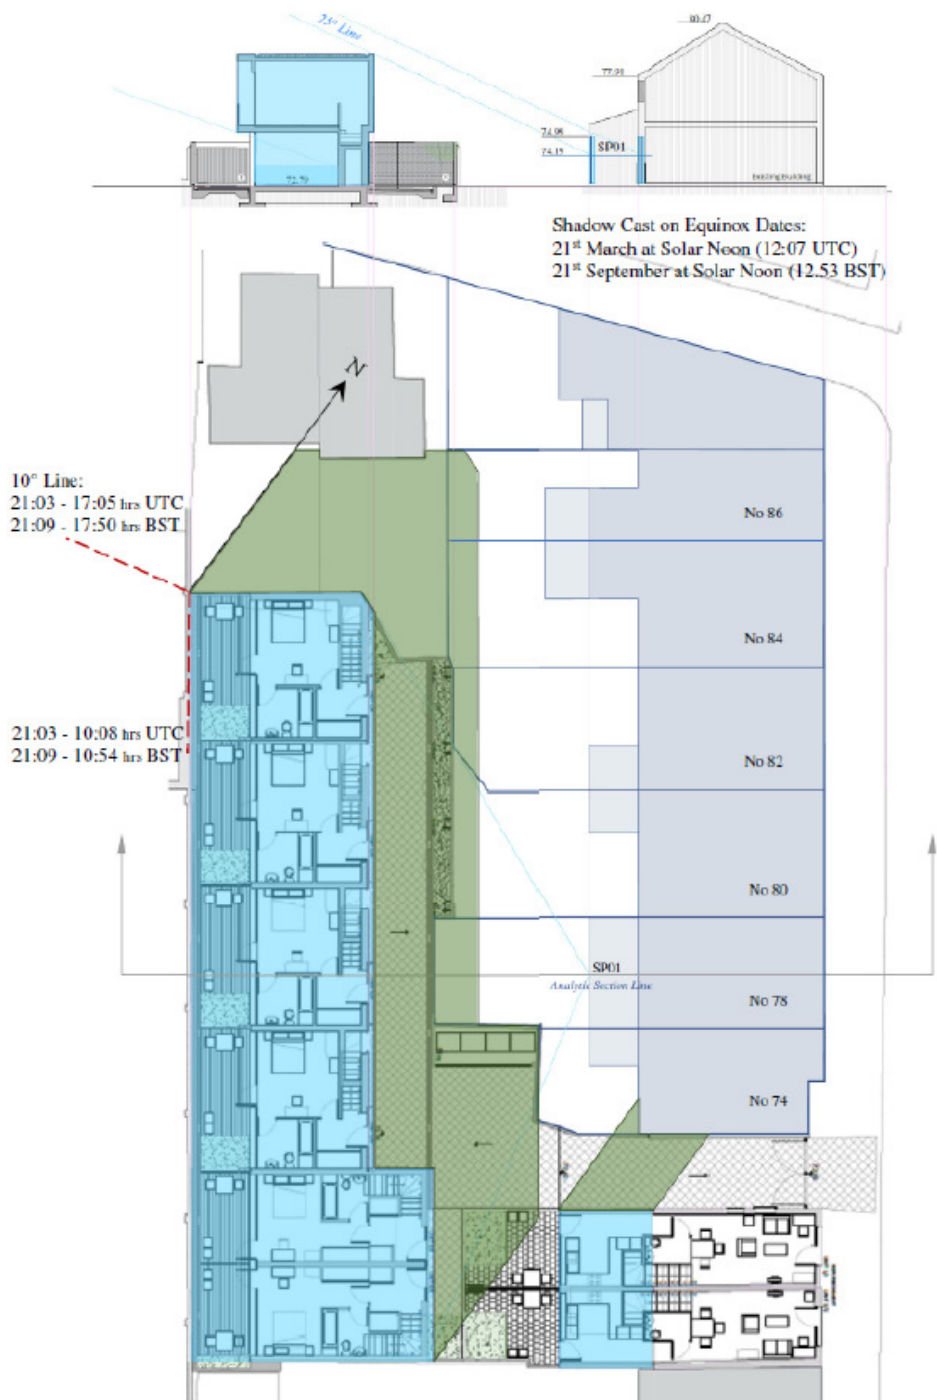 80.47
25° Line
77.90
74.98
SP01
74.19
72.79
Existing Building
Shadow Cast on Equinox Dates:
21st March at Solar Noon (12:07 UTC)
21st September at Solar Noon (12.53 BST)
N
10° Line:
21:03 - 17:05 hrs UTC
21:09 - 17:50 hrs BST
No 86
No 84
21:03 - 10:08 hrs UTC
21:09 - 10:54 hrs BST
No 82
No 80
SP01
Analytic Section Line
No 78
No 74